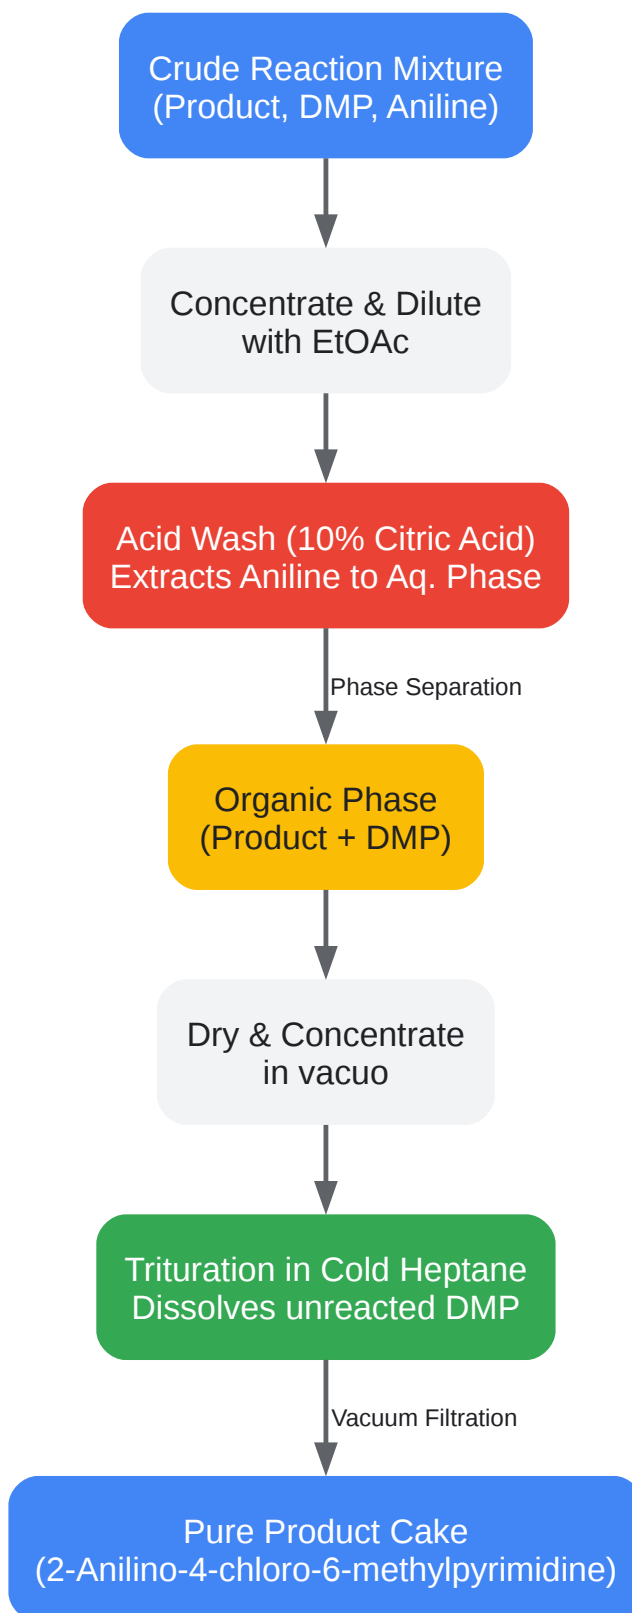 Crude Reaction Mixture
(Product, DMP, Aniline)
Concentrate & Dilute
with EtOAc
Acid Wash (10% Citric Acid)
Extracts Aniline to Aq. Phase
Phase Separation
Organic Phase
(Product + DMP)
Dry & Concentrate
in vacuo
Trituration in Cold Heptane
Dissolves unreacted DMP
Vacuum Filtration
Pure Product Cake
(2-Anilino-4-chloro-6-methylpyrimidine)